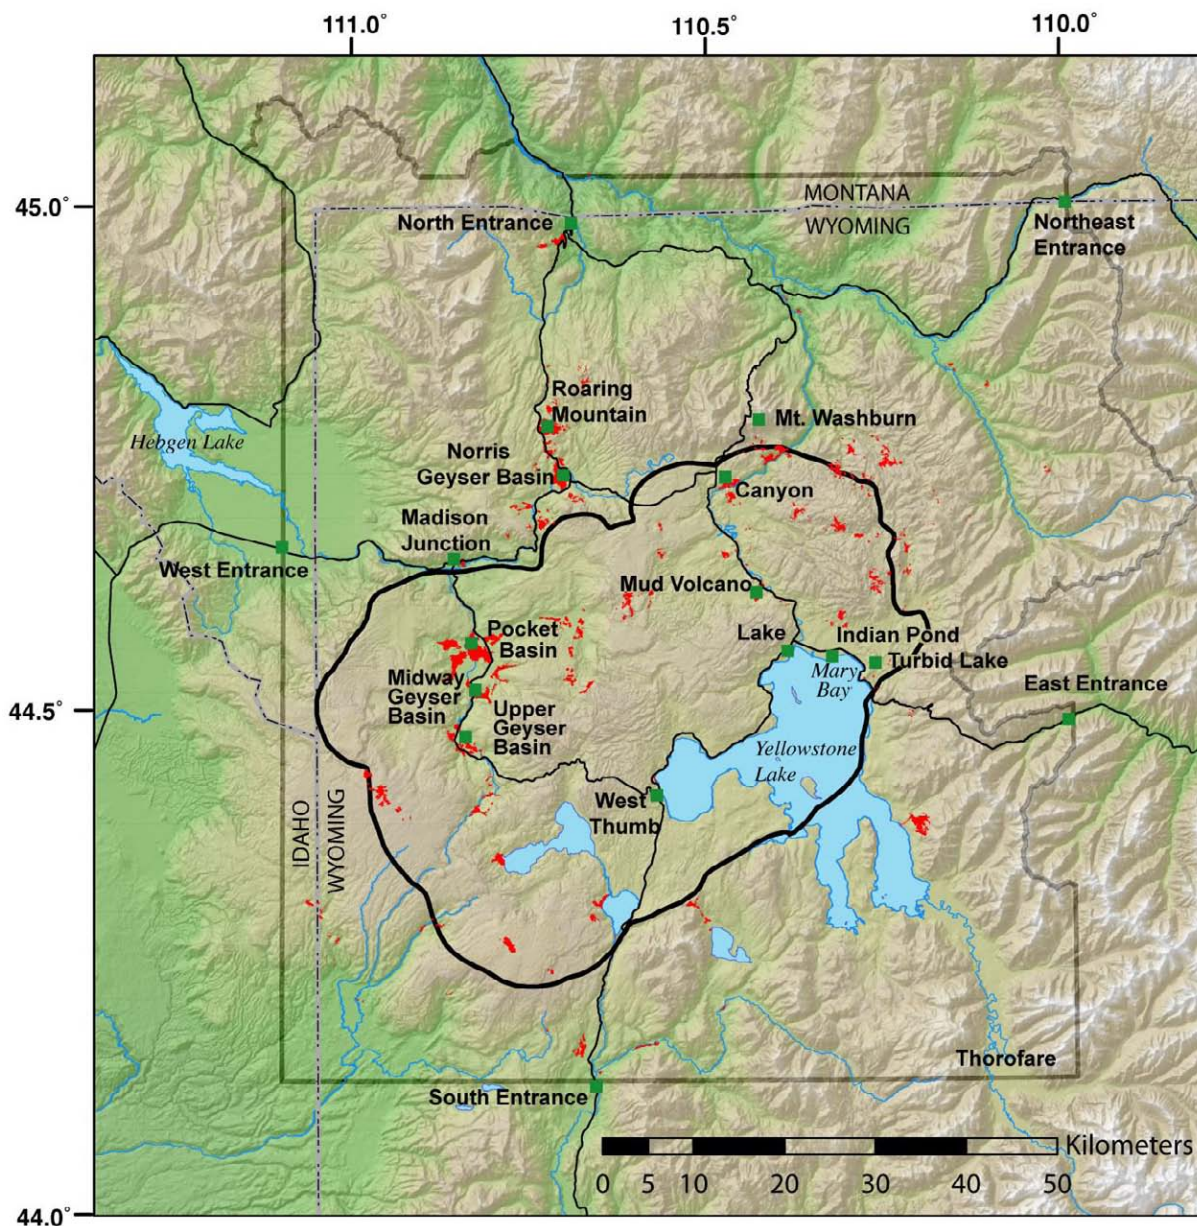 111.0°
110.5°
110.0°
45.0°
MONTANA
WYOMING
North Entrance
Northeast
Entrance
Roaring
Mountain
Mt. Washburn
Hebgen Lake
Norris
Geyser Basin
Canyon
Madison
Junction
West Entrance
Mud Volcano
Pocket
Basin
Lake
Indian Pond
Turbid Lake
Mary
Bay
Midway
Geyser
Basin
East Entrance
44.5°
Upper
Geyser
Basin
Yellowstone
Lake
West
Thumb
IDAHO
WYOMING
Thorofare
South Entrance
Kilometers
0 5 10 20 30 40 50
44.0°